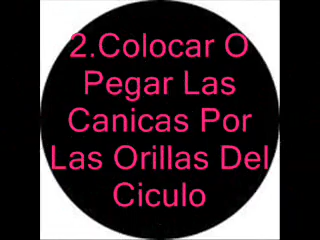 2.Colocar O
Pegar Las
Canicas Por
Las Orillas Del
Ciculo